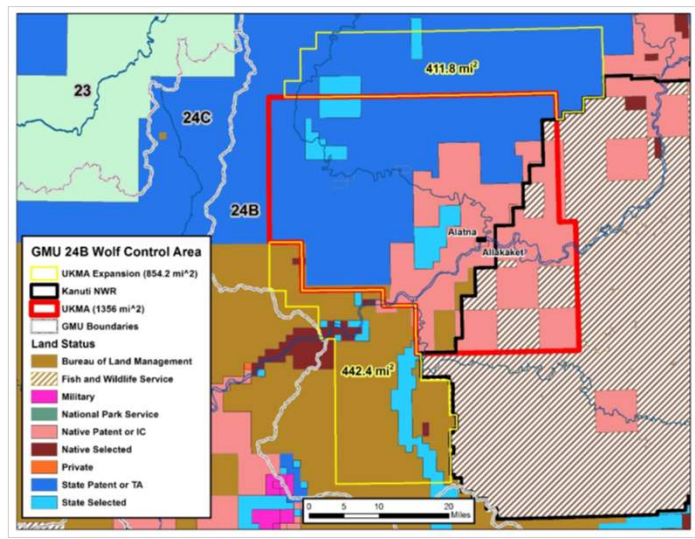 411.8 mi²
23
24C
24B
Alatna
Allakaket
442.4 mi²
GMU 24B Wolf Control Area
UKMA Expansion (854.2 mi^2)
Kanuti NWR
UKMA (1356 mi^2)
GMU Boundaries
Land Status
Bureau of Land Management
Fish and Wildlife Service
Military
National Park Service
Native Patent or IC
Native Selected
Private
State Patent or TA
State Selected
0 5 10 20
Miles